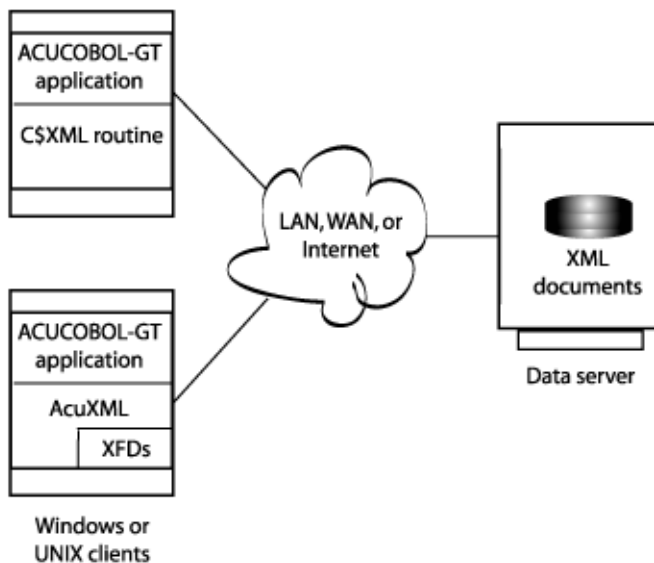 ACUCOBOL-GT
application
C$XML routine
LAN, WAN, or
Internet
XML
documents
Data server
ACUCOBOL-GT
application
AcuXML
XFDs
Windows or
UNIX clients